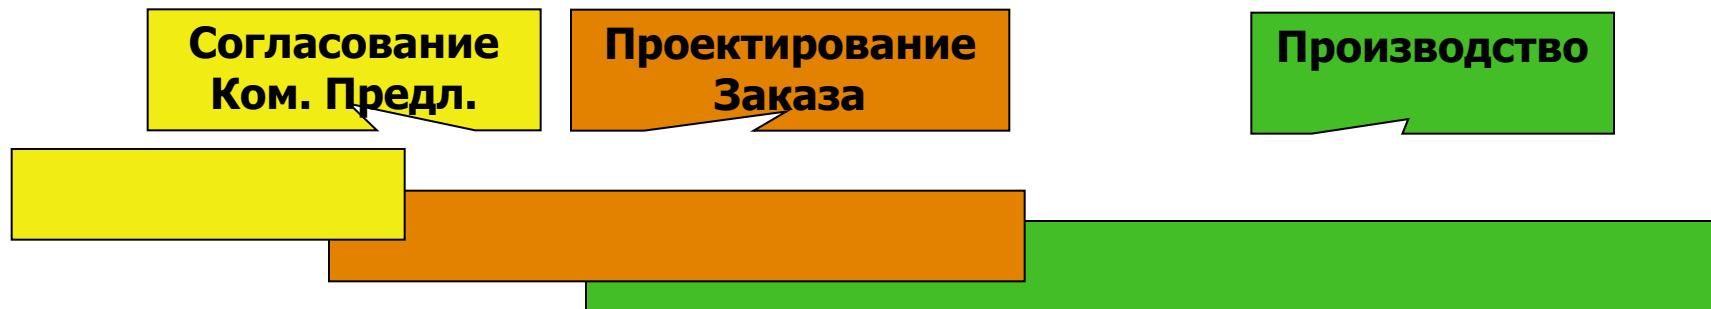 Согласование
Ком. Предл.
Проектирование
Заказа
Производство